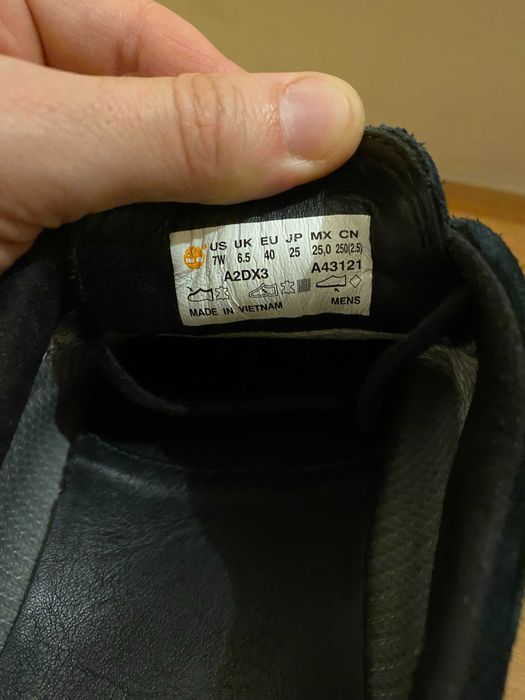 US UK EU JP MX CN
7W 6.5 40 25 25,0 250(2.5)
A2DX3 A43121
MADE IN VIETNAM MENS